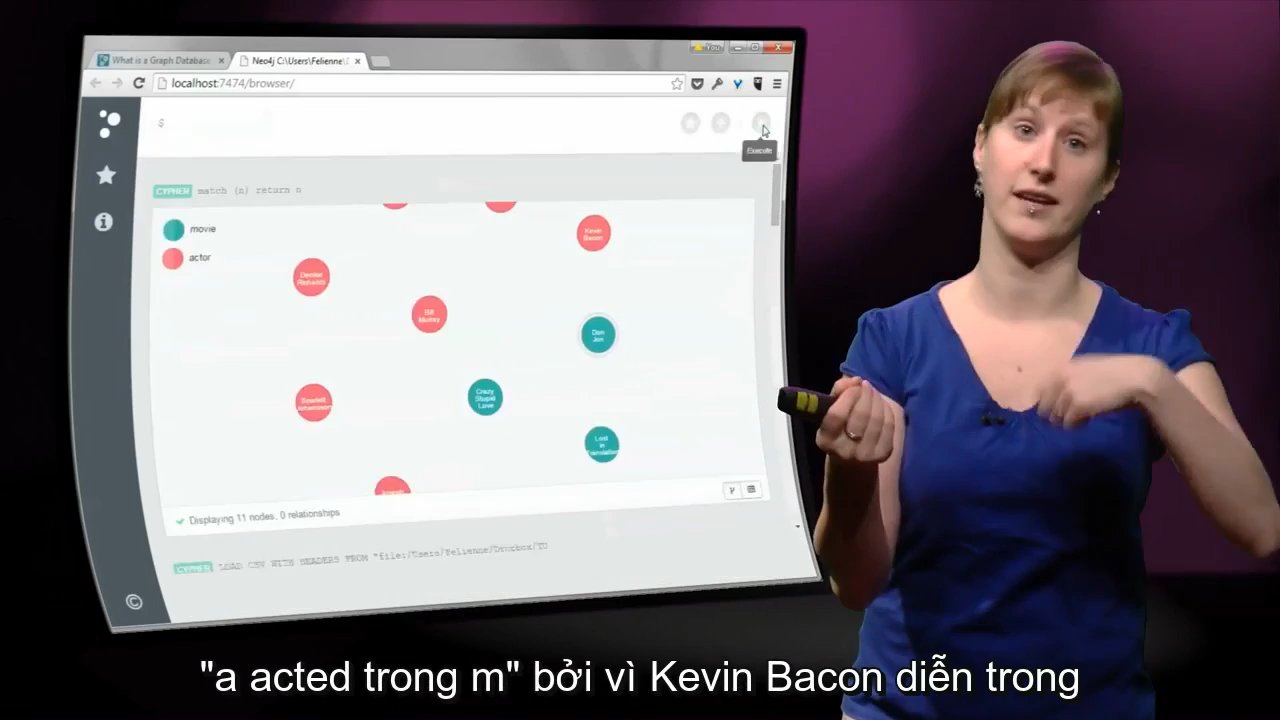 What is a Graph Database
Neo4j C:\Users\Felienne\
You
localhost:7474/browser/
$
Execute
CYPHER match (n) return n
movie
actor
Kevin Bacon
Denise Richards
Bill Murray
Don Jon
Crazy Stupid Love
Scarlett Johansson
Lost in Translation
Displaying 11 nodes, 0 relationships
CYPHER LOAD CSV WITH HEADERS FROM "file:/Users/Felienne/Dropbox/TU
"a acted trong m" bởi vì Kevin Bacon diễn trong